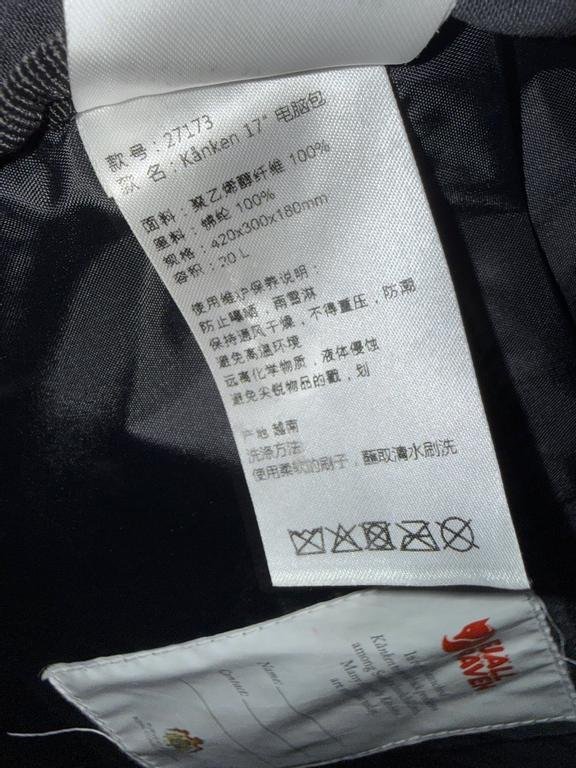 款号：27173
款名：Kånken 17" 电脑包
面料：聚乙烯醇纤维 100%
里料：锦纶 100%
规格：420x300x180mm
容积：20 L
使用维护保养说明：
防止曝晒，雨雪淋
保持通风干燥，不得重压，防潮
避免高温环境
远离化学物质，液体侵蚀
避免尖锐物品的戳，划
产地 越南
洗涤方法：
使用柔软的刷子，蘸取清水刷洗
Name:
Contact: